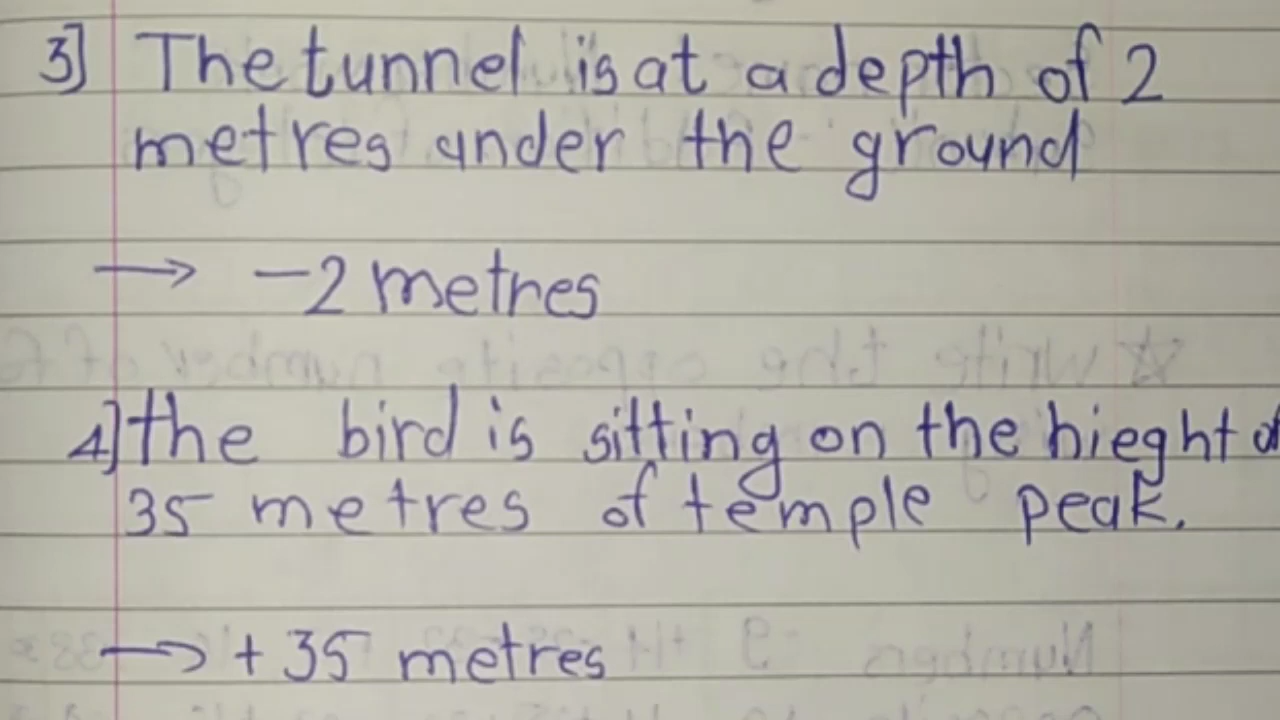 3] The tunnel is at a depth of 2
metres under the ground
→ -2 metres
4] the bird is sitting on the hieght of
35 metres of temple peak.
→ + 35 metres